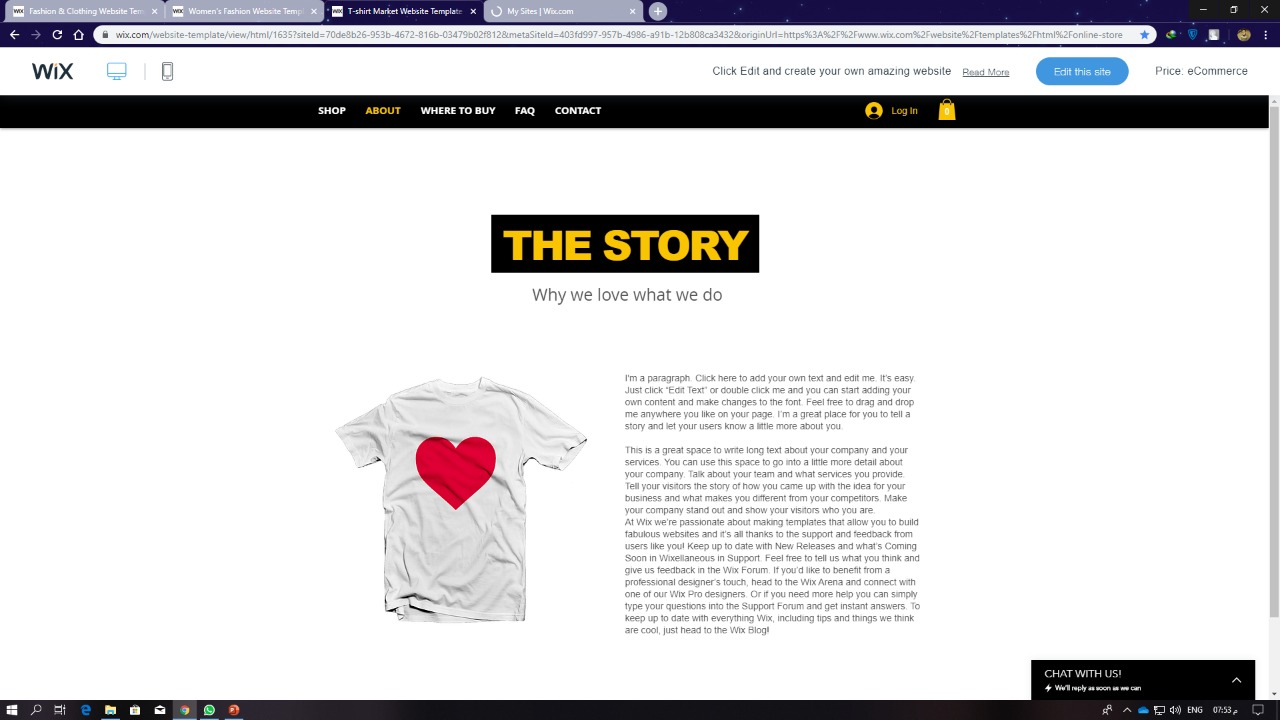 Fashion & Clothing Website Tem
Women's Fashion Website Templ
T-shirt Market Website Template
My Sites | Wix.com
wix.com/website-template/view/html/1635?siteId=70de8b26-953b-4672-816b-03479b02f812&metaSiteId=403fd997-957b-4986-a91b-12b808ca3432&originUrl=https%3A%2F%2Fwww.wix.com%2Fwebsite%2Ftemplates%2Fhtml%2Fonline-store
WiX
Click Edit and create your own amazing website Read More
Edit this site
Price: eCommerce
SHOP ABOUT WHERE TO BUY FAQ CONTACT
Log In
0
THE STORY
Why we love what we do
I'm a paragraph. Click here to add your own text and edit me. It's easy.
Just click “Edit Text” or double click me and you can start adding your
own content and make changes to the font. Feel free to drag and drop
me anywhere you like on your page. I'm a great place for you to tell a
story and let your users know a little more about you.
This is a great space to write long text about your company and your
services. You can use this space to go into a little more detail about
your company. Talk about your team and what services you provide.
Tell your visitors the story of how you came up with the idea for your
business and what makes you different from your competitors. Make
your company stand out and show your visitors who you are.
At Wix we're passionate about making templates that allow you to build
fabulous websites and it's all thanks to the support and feedback from
users like you! Keep up to date with New Releases and what's Coming
Soon in Wixellaneous in Support. Feel free to tell us what you think and
give us feedback in the Wix Forum. If you'd like to benefit from a
professional designer's touch, head to the Wix Arena and connect with
one of our Wix Pro designers. Or if you need more help you can simply
type your questions into the Support Forum and get instant answers. To
keep up to date with everything Wix, including tips and things we think
are cool, just head to the Wix Blog!
CHAT WITH US!
We'll reply as soon as we can
ENG
07:53 م